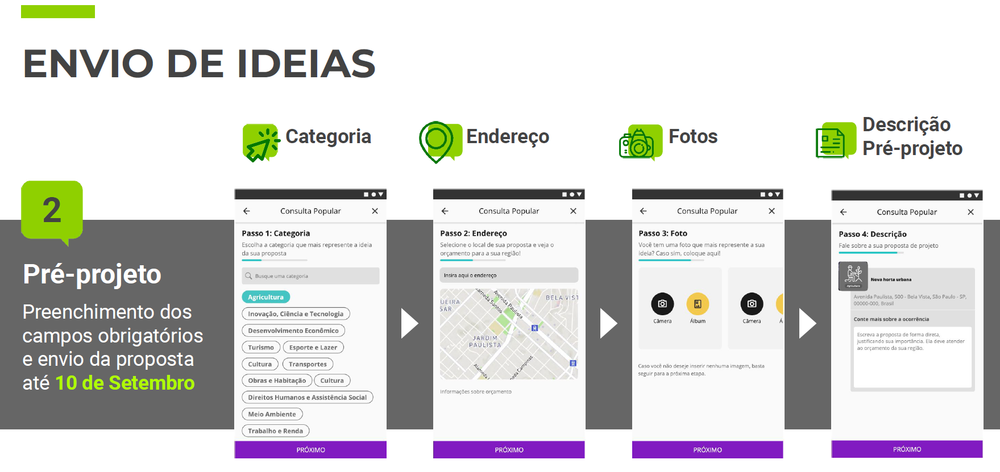 ENVIO DE IDEIAS
Categoria
Endereço
Fotos
Descrição
Pré-projeto
2
Pré-projeto
Preenchimento dos
campos obrigatórios
e envio da proposta
até 10 de Setembro
Consulta Popular
Passo 1: Categoria
Escolha a categoria que mais represente a ideia
da sua proposta
Busque uma categoria
Agricultura
Inovação, Ciência e Tecnologia
Desenvolvimento Econômico
Turismo
Esporte e Lazer
Cultura
Transportes
Obras e Habitação
Cultura
Direitos Humanos e Assistência Social
Meio Ambiente
Trabalho e Renda
PRÓXIMO
Consulta Popular
Passo 2: Endereço
Selecione o local de sua proposta e veja o
orçamento para a sua região!
Insira aqui o endereço
QUEIRA
SAR
Alameda Santos
Avenida Paulista
BELA VIST
JARDIM
PAULISTA
Alameda
Alameda Campinas
Informações sobre orçamento
PRÓXIMO
Consulta Popular
Passo 3: Foto
Você tem uma foto que mais represente a sua
ideia? Caso sim, coloque aqui!
Câmera
Álbum
Câmera
Á
Caso você não deseje inserir nenhuma imagem, basta
seguir para a próxima etapa.
PRÓXIMO
Consulta Popular
Passo 4: Descrição
Fale sobre a sua proposta de projeto
Agricultura
Nova horta urbana
Avenida Paulista, 500 - Bela Vista, São Paulo - SP,
00000-000, Brasil
Conte mais sobre a ocorrência
Escreva a proposta de forma direta,
justificando sua importância. Ela deve atender
ao orçamento da sua região.
PRÓXIMO